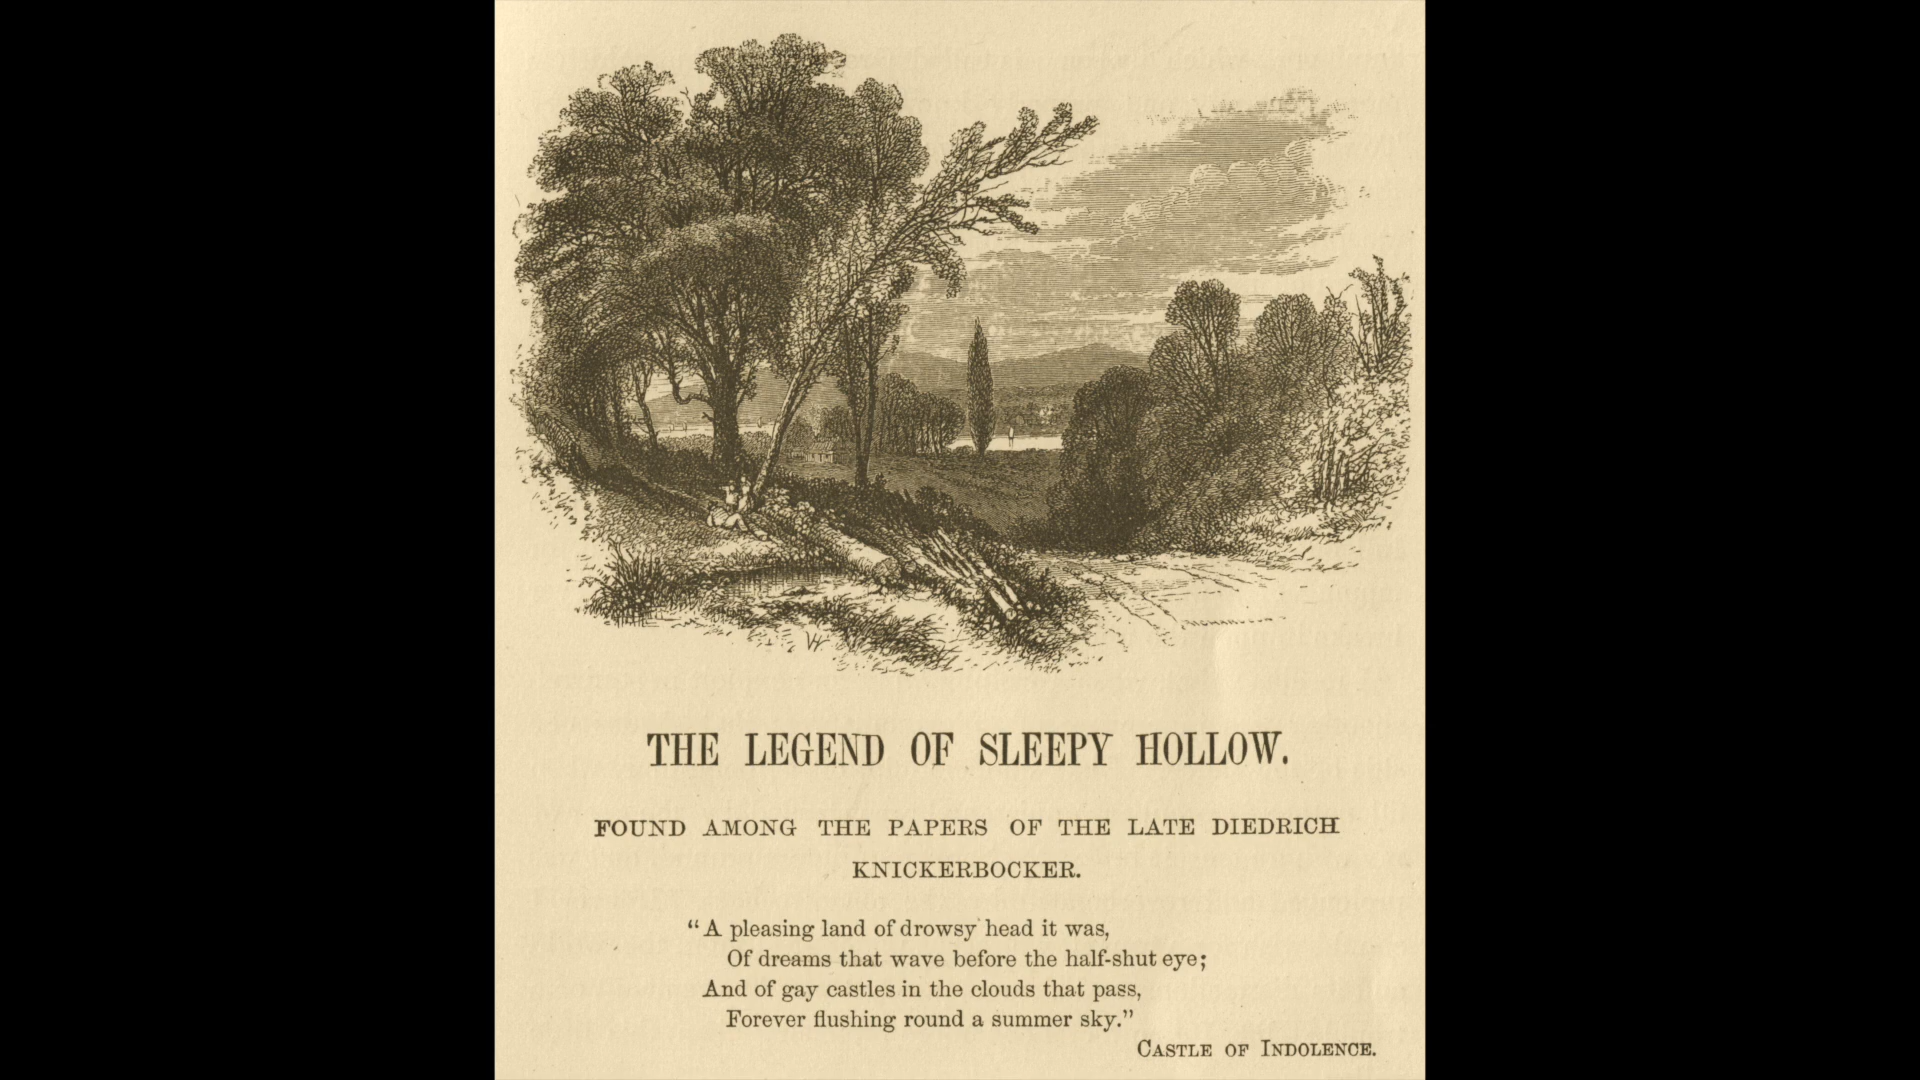 THE LEGEND OF SLEEPY HOLLOW.
FOUND AMONG THE PAPERS OF THE LATE DIEDRICH
KNICKERBOCKER.
"A pleasing land of drowsy head it was,
Of dreams that wave before the half-shut eye;
And of gay castles in the clouds that pass,
Forever flushing round a summer sky."
CASTLE OF INDOLENCE.